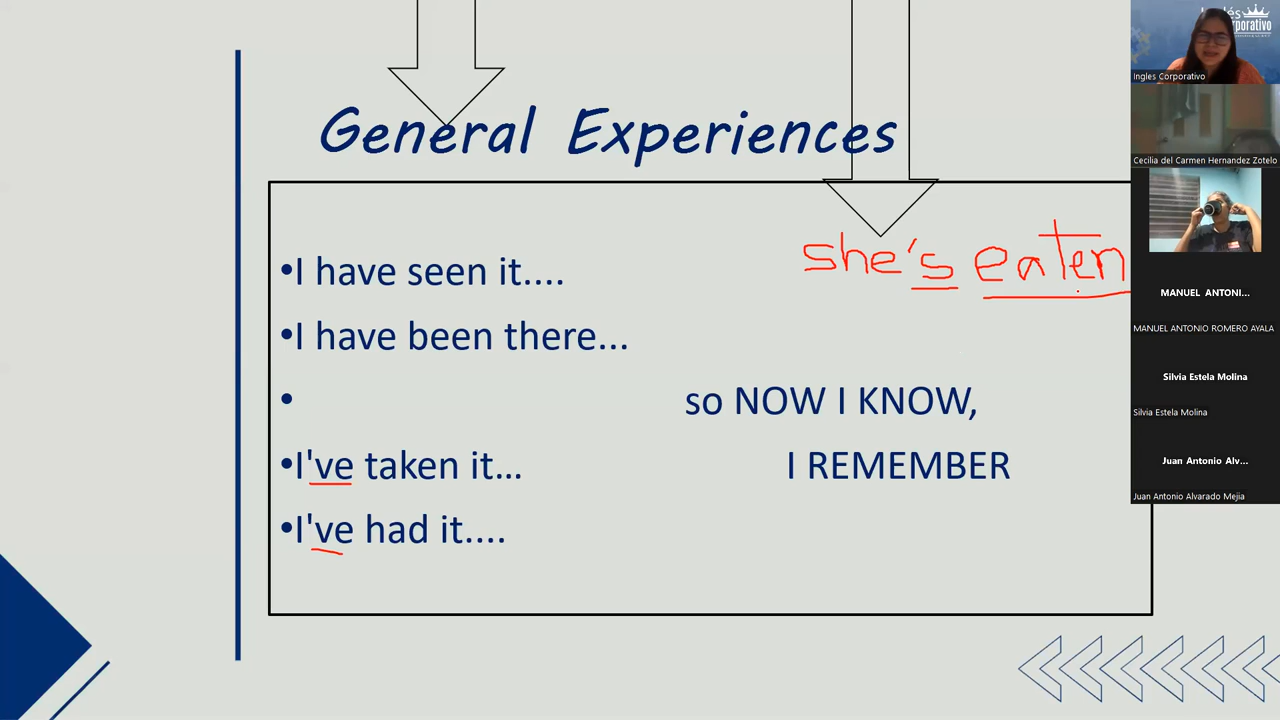 General Experiences
she's eaten
•I have seen it....
•I have been there...
• so NOW I KNOW,
•I've taken it... I REMEMBER
•I've had it....
Ingles Corporativo
Cecilia del Carmen Hernandez Zotelo
MANUEL ANTONI...
MANUEL ANTONIO ROMERO AYALA
Silvia Estela Molina
Silvia Estela Molina
Juan Antonio Alv...
Juan Antonio Alvarado Mejia